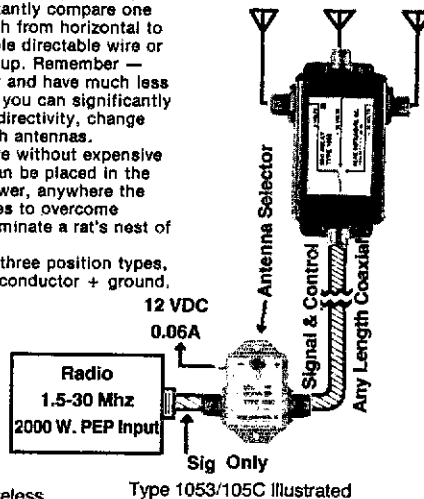 tantly compare one
h from horizontal to
le directable wire or
up. Remember —
and have much less
you can significantly
directivity, change
h antennas.
e without expensive
an be placed in the
wer, anywhere the
es to overcome
minate a rat's nest of
three position types,
conductor + ground.
Antenna Selector
Signal & Control
Any Length Coaxial
12 VDC
0.06A
Radio
1.5-30 Mhz
2000 W. PEP Input
Sig Only
eless
Type 1053/105C Illustrated